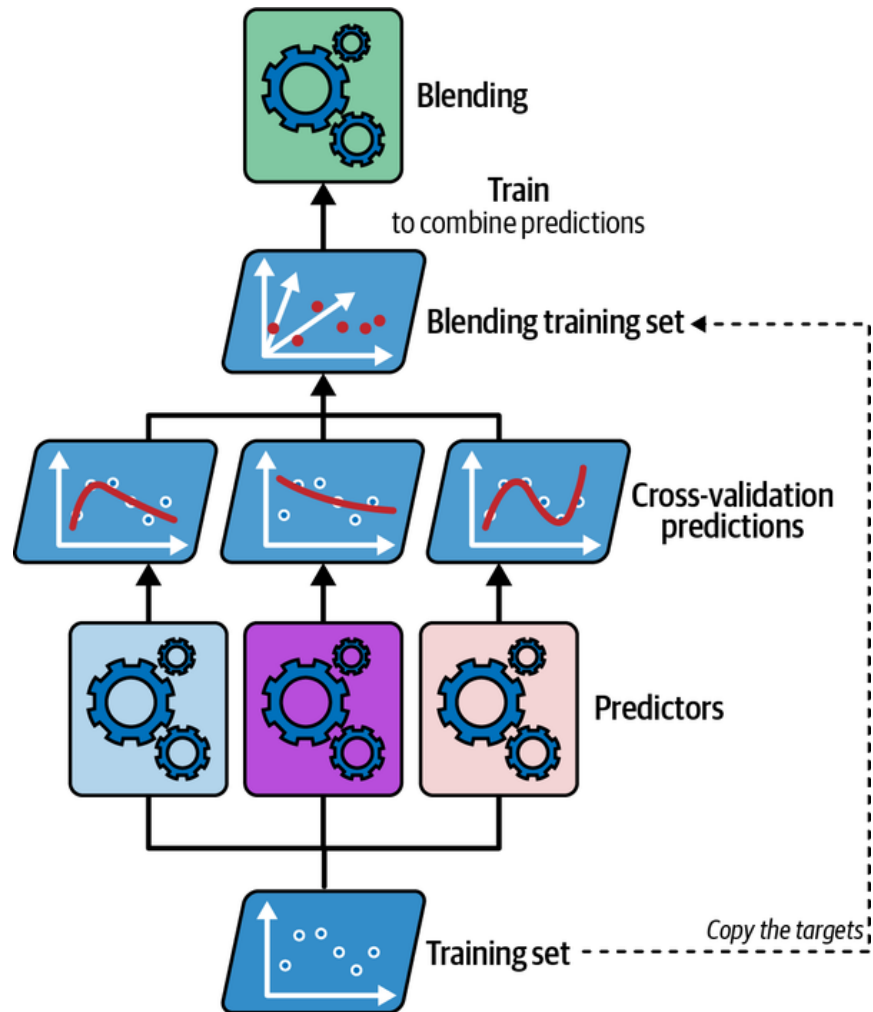 Blending
Train
to combine predictions
Blending training set
Cross-validation
predictions
Predictors
Copy the targets
Training set